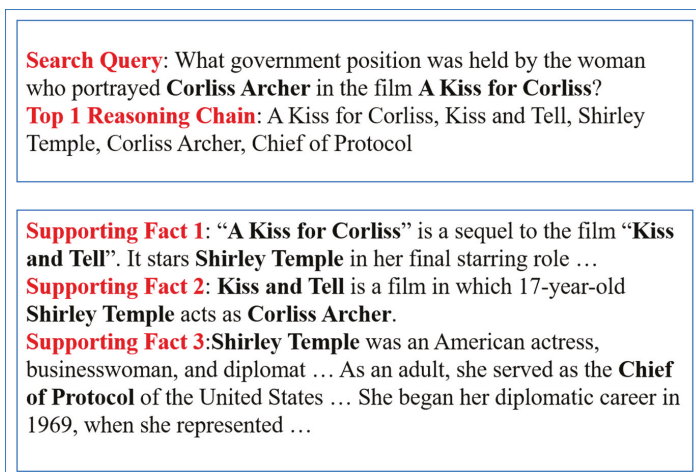 Search Query: What government position was held by the woman
who portrayed Corliss Archer in the film A Kiss for Corliss?
Top 1 Reasoning Chain: A Kiss for Corliss, Kiss and Tell, Shirley
Temple, Corliss Archer, Chief of Protocol
Supporting Fact 1: “A Kiss for Corliss” is a sequel to the film “Kiss
and Tell”. It stars Shirley Temple in her final starring role …
Supporting Fact 2: Kiss and Tell is a film in which 17-year-old
Shirley Temple acts as Corliss Archer.
Supporting Fact 3:Shirley Temple was an American actress,
businesswoman, and diplomat … As an adult, she served as the Chief
of Protocol of the United States … She began her diplomatic career in
1969, when she represented …